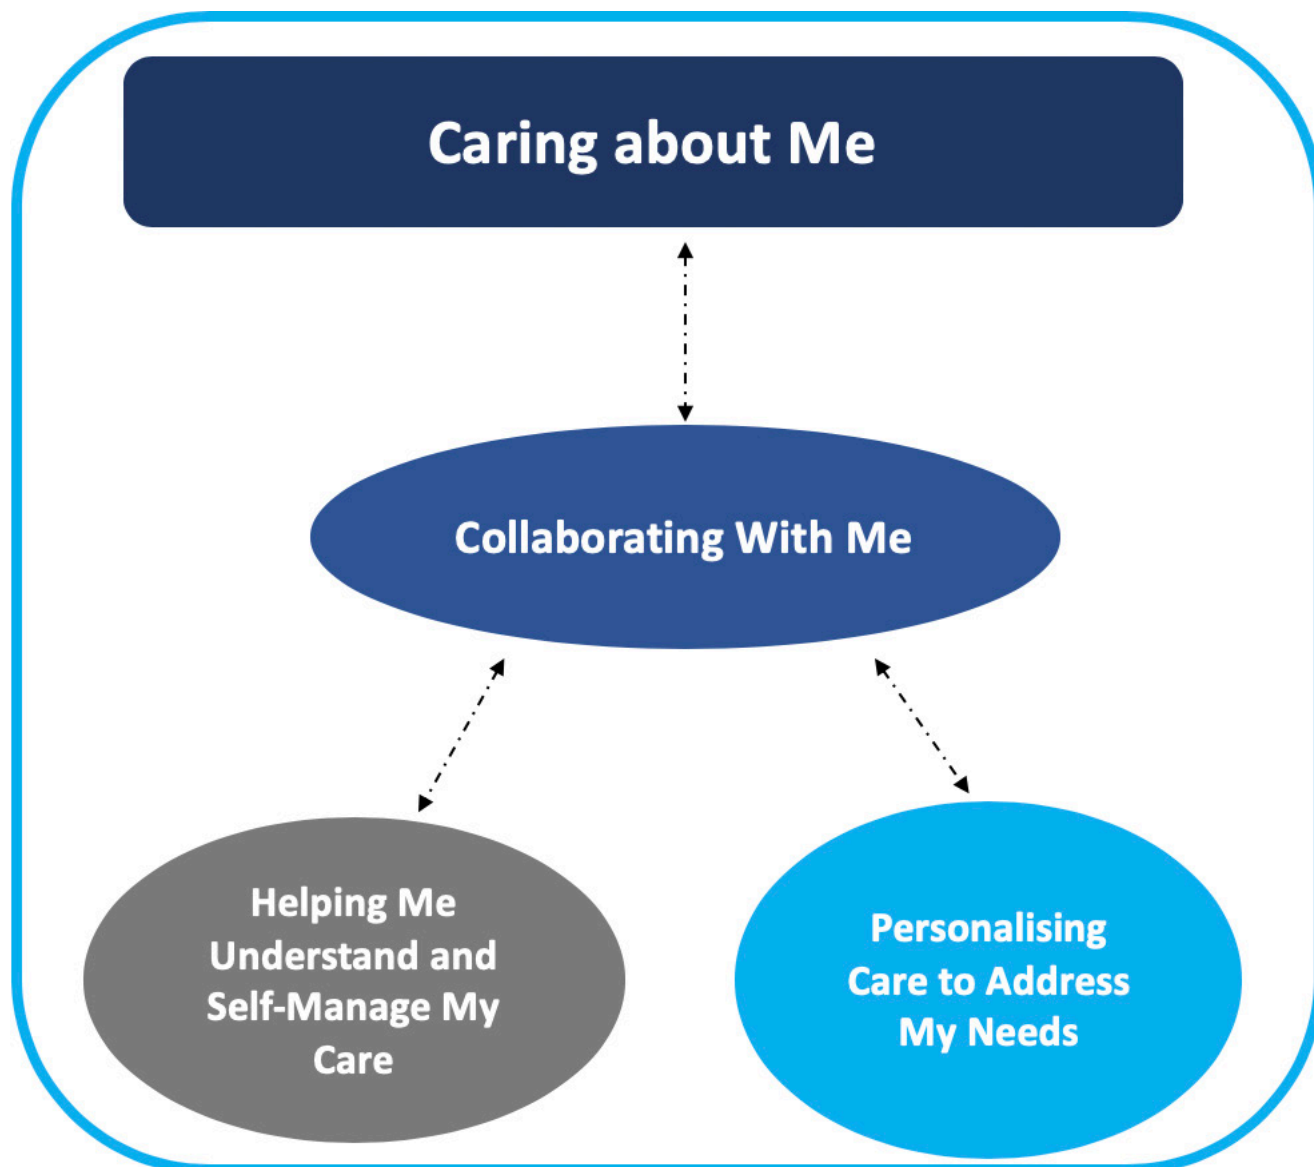 Caring about Me
Collaborating With Me
Helping Me
Understand and
Self-Manage My
Care
Personalising
Care to Address
My Needs